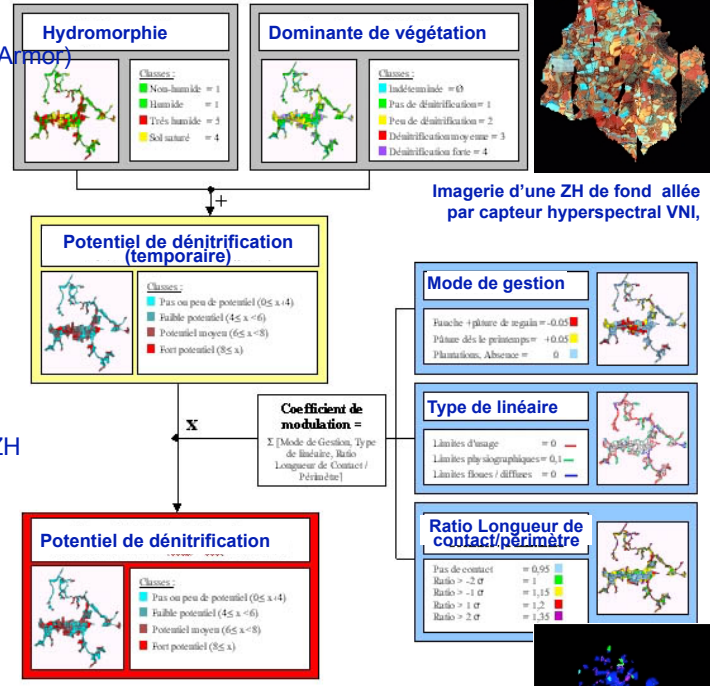 Hydromorphie
Armor)
Classes :
Non-humide = 1
Humide = 1
Très humide = 3
Sol saturé = 4
Dominante de végétation
Classes :
Indéterminée = Ø
Pas de dénitrification = 1
Peu de dénitrification = 2
Dénitrification moyenne = 3
Dénitrification forte = 4
Imagerie d'une ZH de fond allée
par capteur hyperspectral VNI,
+
Potentiel de dénitrification
(temporaire)
Classes :
Pas ou peu de potentiel (0≤ x<4)
Faible potentiel (4≤ x <6)
Potentiel moyen (6≤ x<8)
Fort potentiel (8≤ x)
X
ZH
Coefficient de
modulation =
Σ [Mode de Gestion, Type
de linéaire, Ratio
Longueur de Contact /
Périmètre]
Mode de gestion
Fauche +pâture de regain = -0.05
Pâture dès le printemps = +0.05
Plantations, Absence = 0
Type de linéaire
Limites d'usage = 0
Limites physiographiques = 0,1
Limites floues / diffuses = 0
Ratio Longueur de
contact/périmètre
Pas de contact = 0,95
Ratio > -2 σ = 1
Ratio > -1 σ = 1,15
Ratio > 1 σ = 1,2
Ratio > 2 σ = 1,35
Potentiel de dénitrification
Classes :
Pas ou peu de potentiel (0≤ x<4)
Faible potentiel (4≤ x <6)
Potentiel moyen (6≤ x<8)
Fort potentiel (8≤ x)